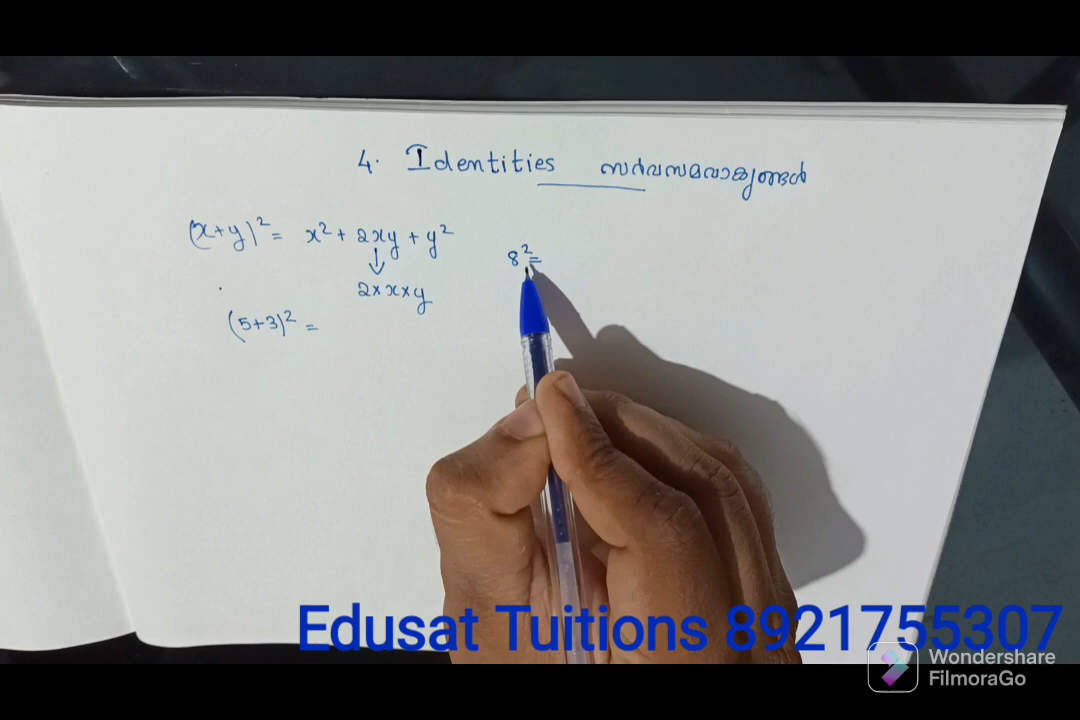 4. Identities സർവസമവാക്യങ്ങൾ
(x+y)² = x² + 2xy + y²
↓
2×x×y
8² =
(5+3)² =
Edusat Tuitions 8921755307
Wondershare
FilmoraGo